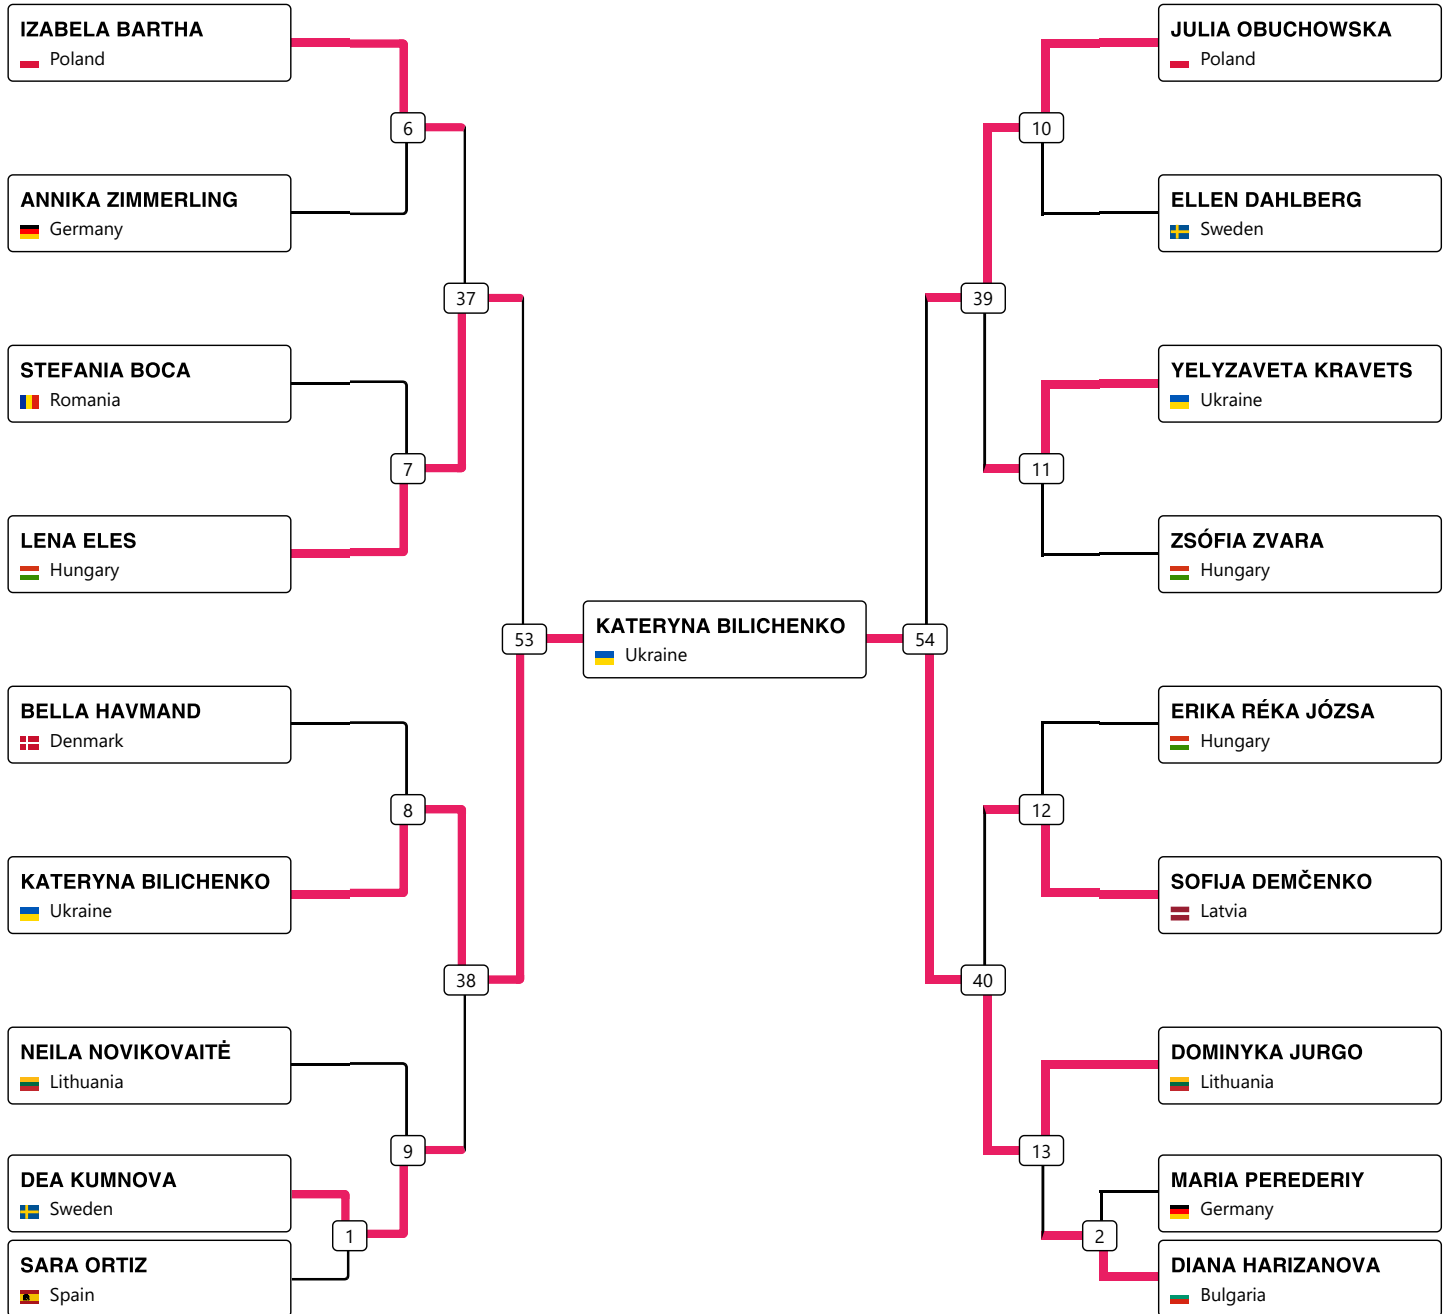 IZABELA BARTHA
Poland
6
ANNIKA ZIMMERLING
Germany
37
STEFANIA BOCA
Romania
7
LENA ELES
Hungary
53
BELLA HAVMAND
Denmark
8
KATERYNA BILICHENKO
Ukraine
38
NEILA NOVIKOVAITĖ
Lithuania
9
DEA KUMNOVA
Sweden
1
SARA ORTIZ
Spain
KATERYNA BILICHENKO
Ukraine
JULIA OBUCHOWSKA
Poland
10
ELLEN DAHLBERG
Sweden
39
YELYZAVETA KRAVETS
Ukraine
11
ZSÓFIA ZVARA
Hungary
54
ERIKA RÉKA JÓZSA
Hungary
12
SOFIJA DEMČENKO
Latvia
40
DOMINYKA JURGO
Lithuania
13
MARIA PEREDERIY
Germany
2
DIANA HARIZANOVA
Bulgaria